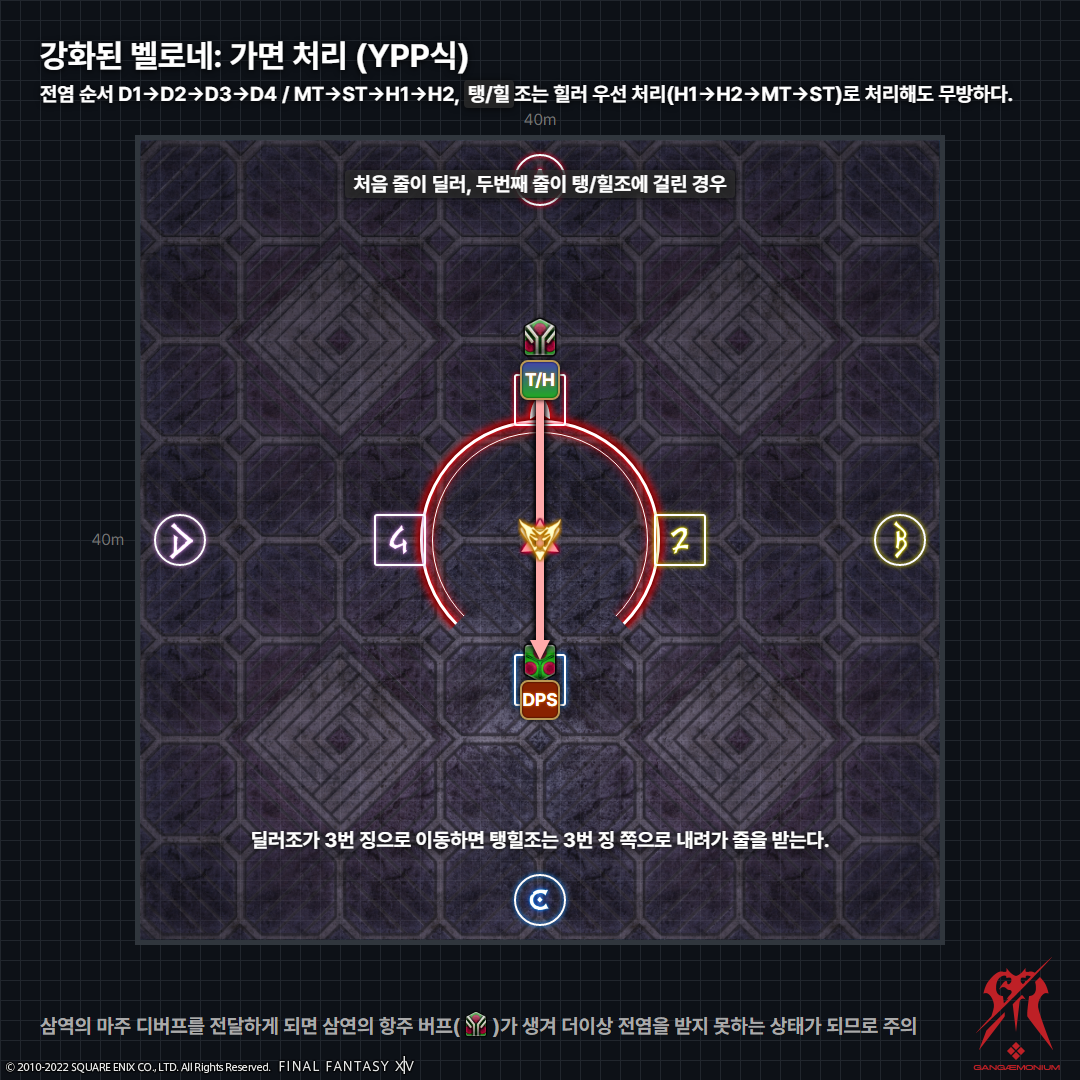 강화된 벨로네: 가면 처리 (YPP식)
전염 순서 D1→D2→D3→D4 / MT→ST→H1→H2, 탱/힐 조는 힐러 우선 처리(H1→H2→MT→ST)로 처리해도 무방하다.
40m
처음 줄이 딜러, 두번째 줄이 탱/힐조에 걸린 경우
T/H
40m
D
4
2
B
DPS
딜러조가 3번 징으로 이동하면 탱힐조는 3번 징 쪽으로 내려가 줄을 받는다.
C
삼역의 마주 디버프를 전달하게 되면 삼연의 항주 버프( )가 생겨 더이상 전염을 받지 못하는 상태가 되므로 주의
GANGÆMONIUM
© 2010-2022 SQUARE ENIX CO., LTD. All Rights Reserved. FINAL FANTASY XIV